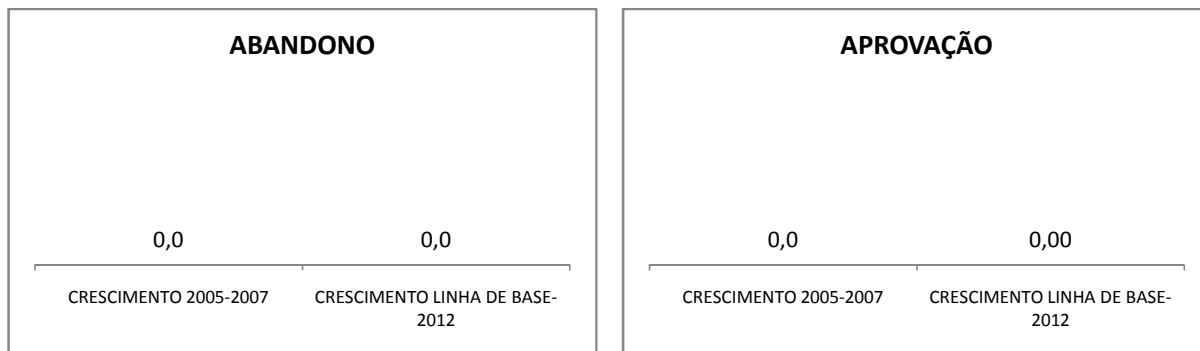 ABANDONO
0,0
0,0
CRESCIMENTO 2005-2007
CRESCIMENTO LINHA DE BASE-
2012
APROVAÇÃO
0,0
0,00
CRESCIMENTO 2005-2007
CRESCIMENTO LINHA DE BASE-
2012